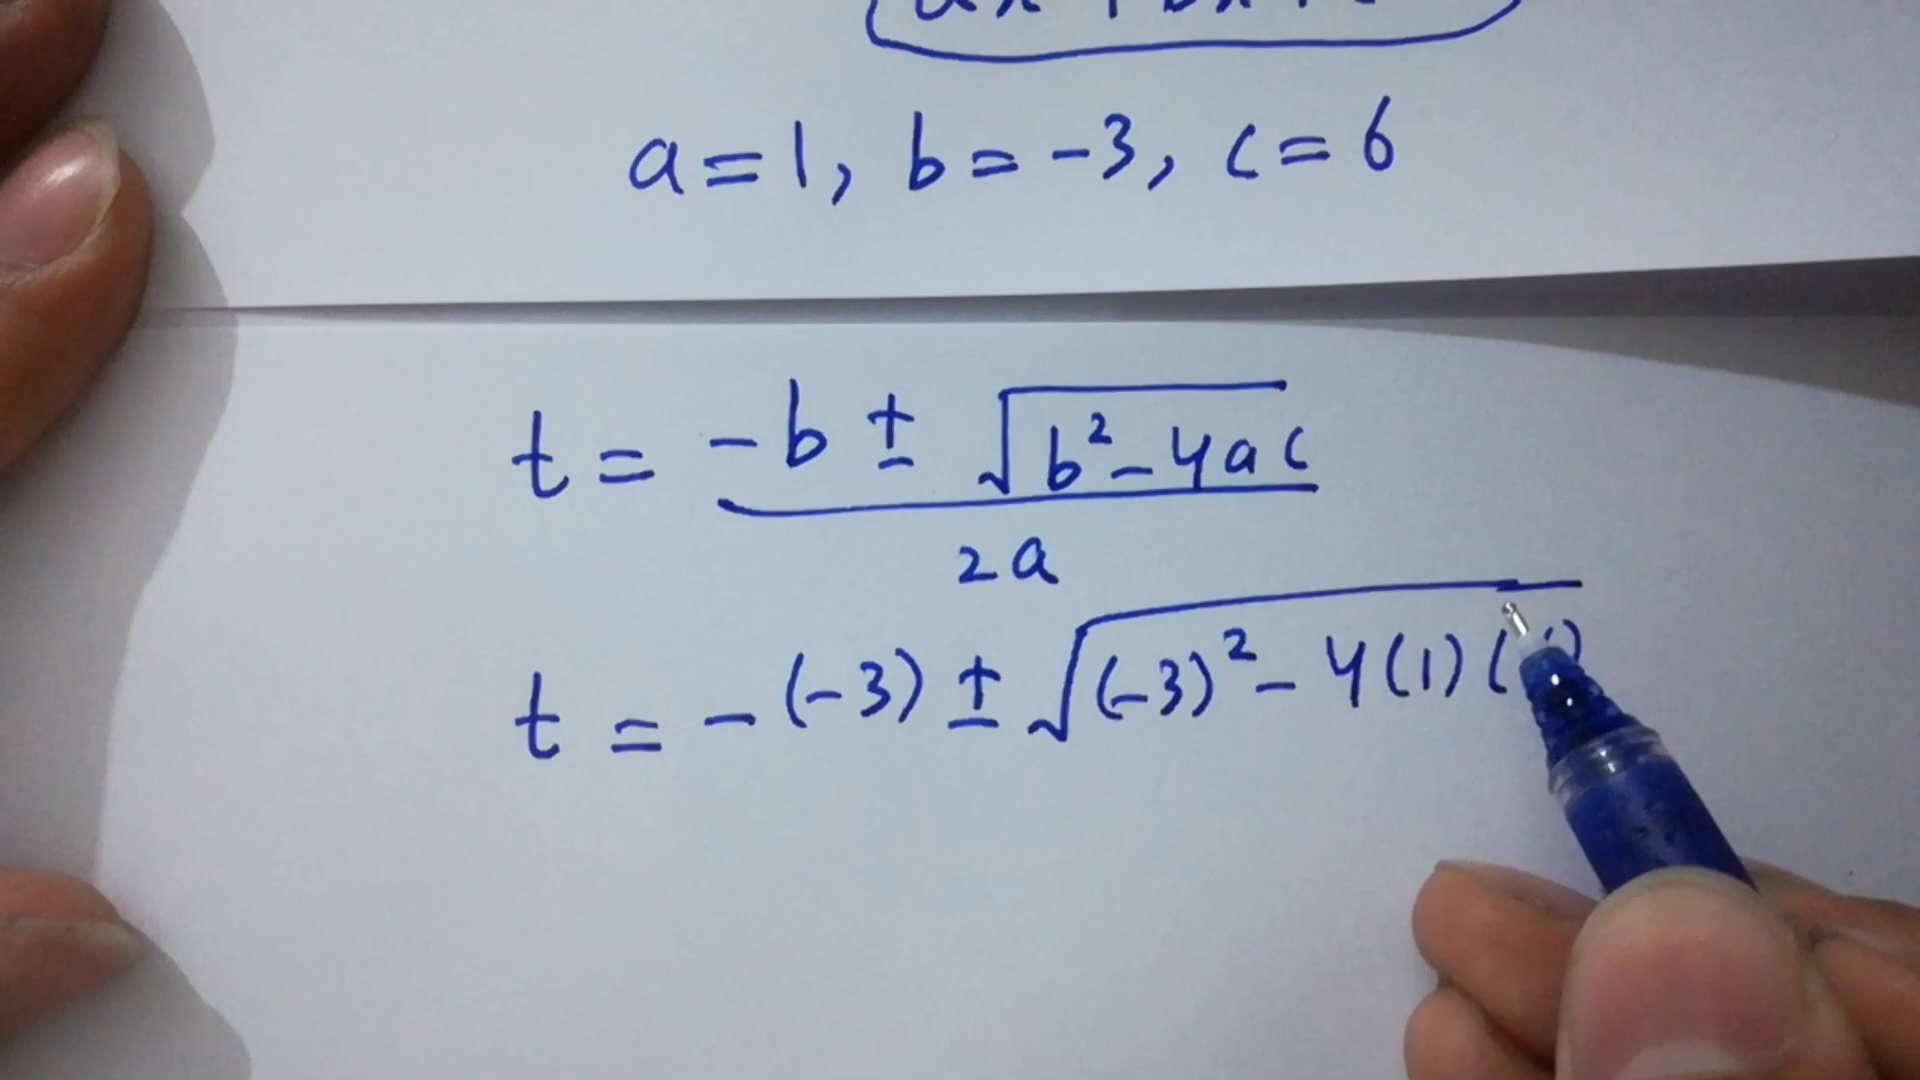 a=1, b=-3, c=6
t = -b ± √b²-4ac
2a
t = -(-3) ± √(-3)² - 4(1)(